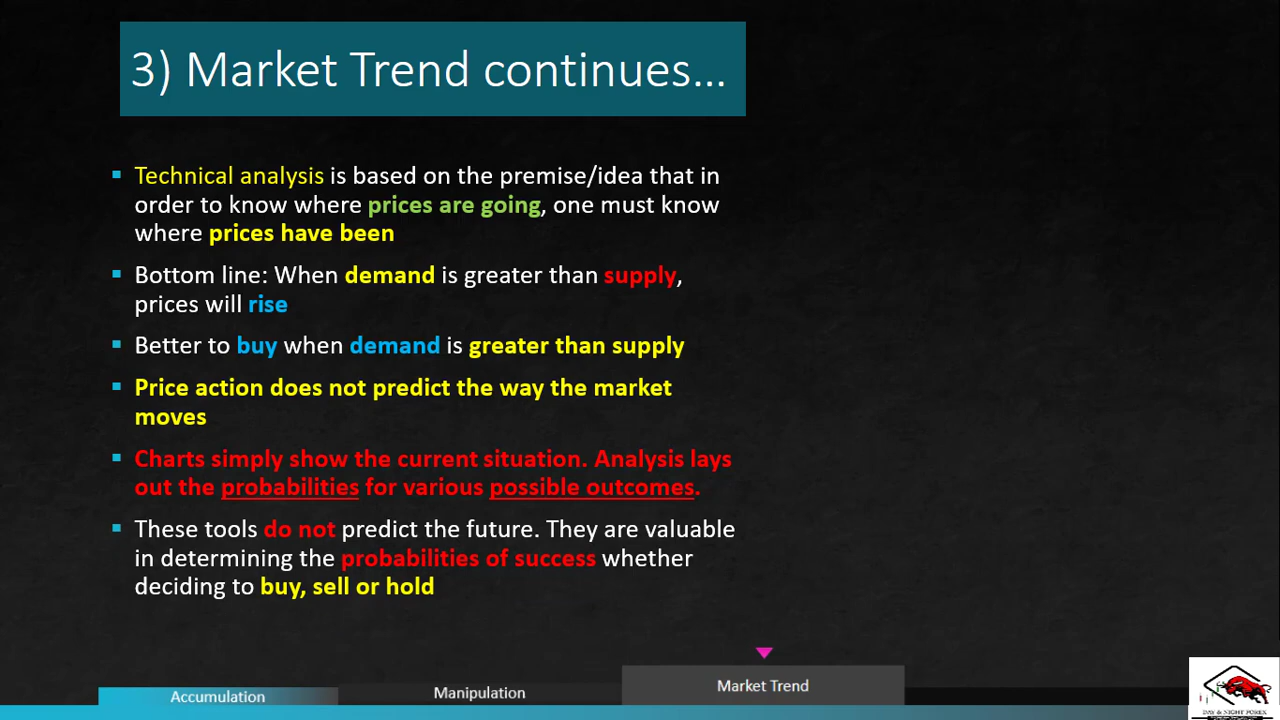 3) Market Trend continues...
Technical analysis is based on the premise/idea that in
order to know where prices are going, one must know
where prices have been
Bottom line: When demand is greater than supply,
prices will rise
Better to buy when demand is greater than supply
Price action does not predict the way the market
moves
Charts simply show the current situation. Analysis lays
out the probabilities for various possible outcomes.
These tools do not predict the future. They are valuable
in determining the probabilities of success whether
deciding to buy, sell or hold
Accumulation
Manipulation
Market Trend
DAY & NIGHT FOREX